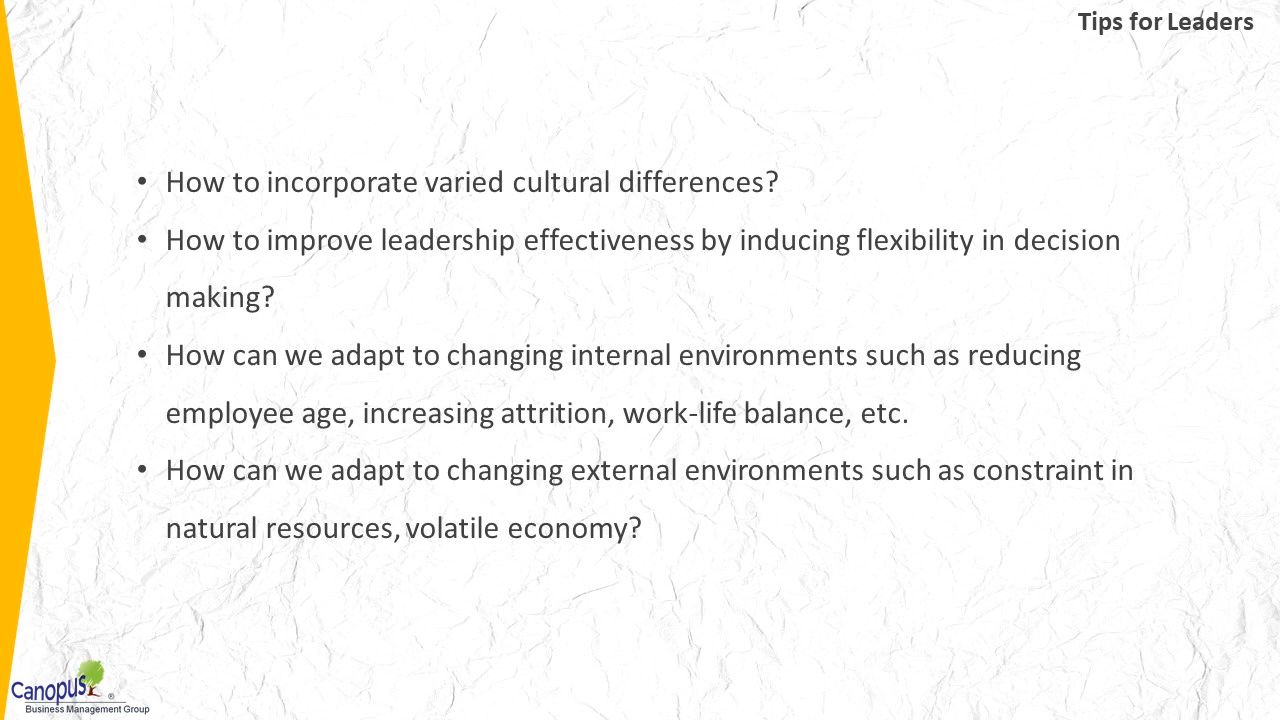 Tips for Leaders
• How to incorporate varied cultural differences?
• How to improve leadership effectiveness by inducing flexibility in decision
making?
• How can we adapt to changing internal environments such as reducing
employee age, increasing attrition, work-life balance, etc.
• How can we adapt to changing external environments such as constraint in
natural resources, volatile economy?
Canopus ®
Business Management Group